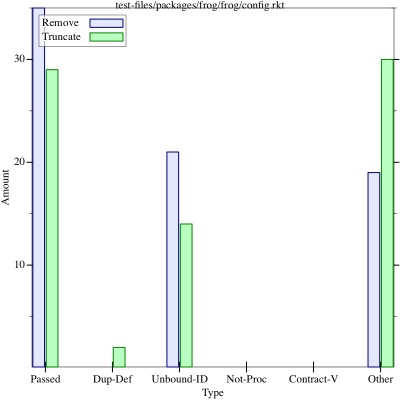 test-files/packages/frog/frog/config.rkt
Remove
Truncate
30
20
10
Amount
Passed Dup-Def Unbound-ID Not-Proc Contract-V Other
Type